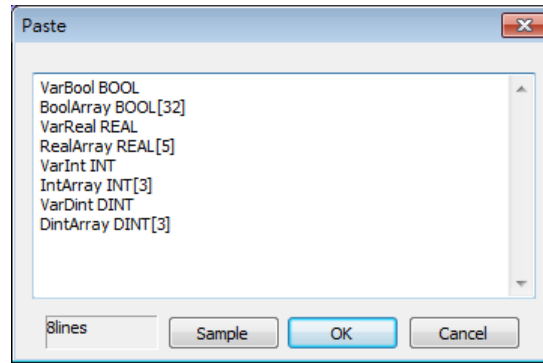 Paste
VarBool BOOL
BoolArray BOOL[32]
VarReal REAL
RealArray REAL[5]
VarInt INT
IntArray INT[3]
VarDint DINT
DintArray DINT[3]
8lines
Sample
OK
Cancel